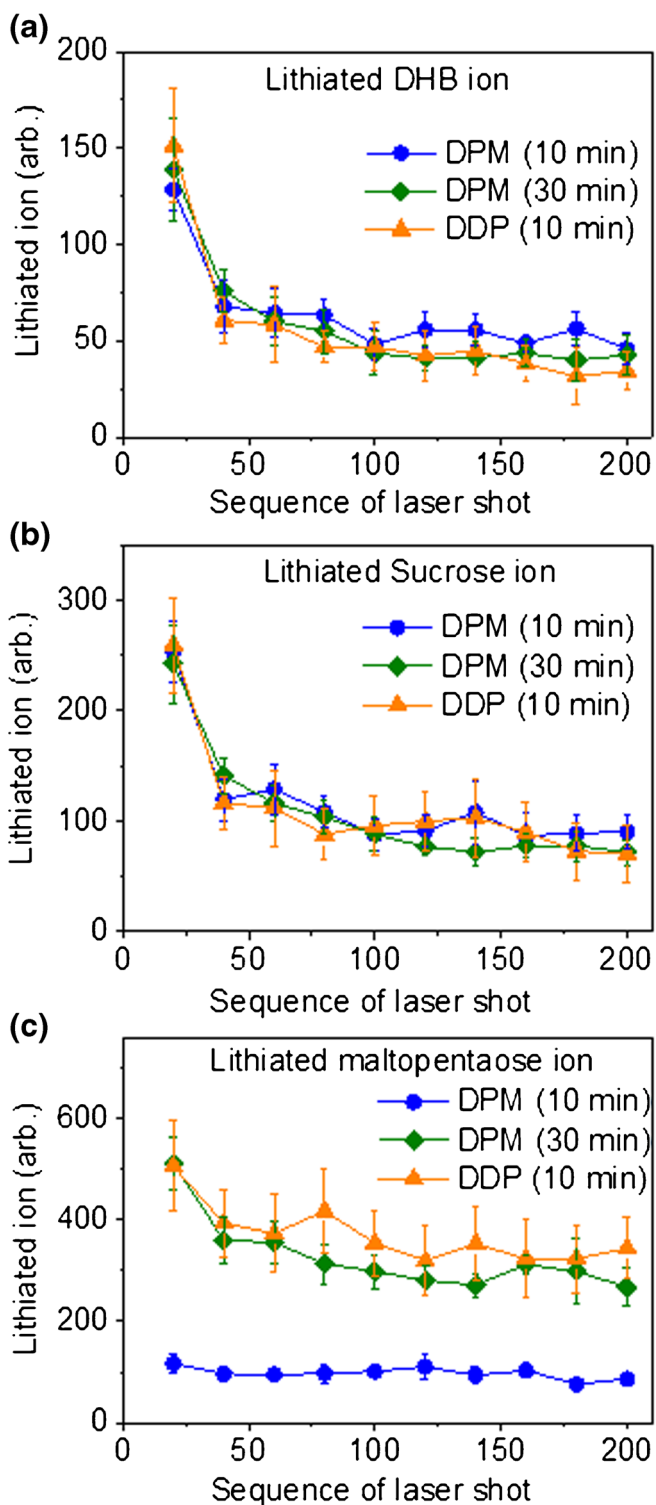 (a)
200
150
100
50
0
Lithiated ion (arb.)
Lithiated DHB ion
DPM (10 min)
DPM (30 min)
DDP (10 min)
0 50 100 150 200
Sequence of laser shot
(b)
300
200
100
0
Lithiated ion (arb.)
Lithiated Sucrose ion
DPM (10 min)
DPM (30 min)
DDP (10 min)
0 50 100 150 200
Sequence of laser shot
(c)
600
400
200
0
Lithiated ion (arb.)
Lithiated maltopentaose ion
DPM (10 min)
DPM (30 min)
DDP (10 min)
0 50 100 150 200
Sequence of laser shot